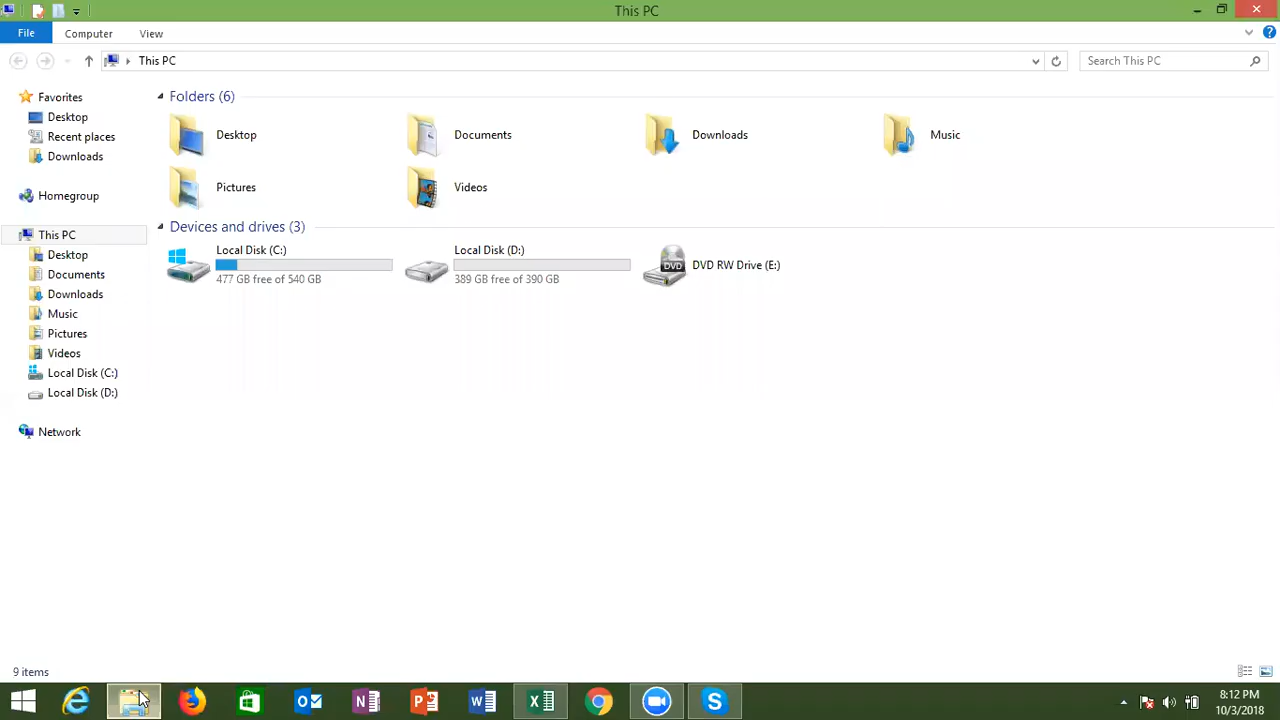 This PC
File
Computer
View
This PC
Search This PC
Favorites
Desktop
Recent places
Downloads
Homegroup
This PC
Desktop
Documents
Downloads
Music
Pictures
Videos
Local Disk (C:)
Local Disk (D:)
Network
Folders (6)
Desktop
Documents
Downloads
Music
Pictures
Videos
Devices and drives (3)
Local Disk (C:)
477 GB free of 540 GB
Local Disk (D:)
389 GB free of 390 GB
DVD
DVD RW Drive (E:)
9 items
8:12 PM
10/3/2018